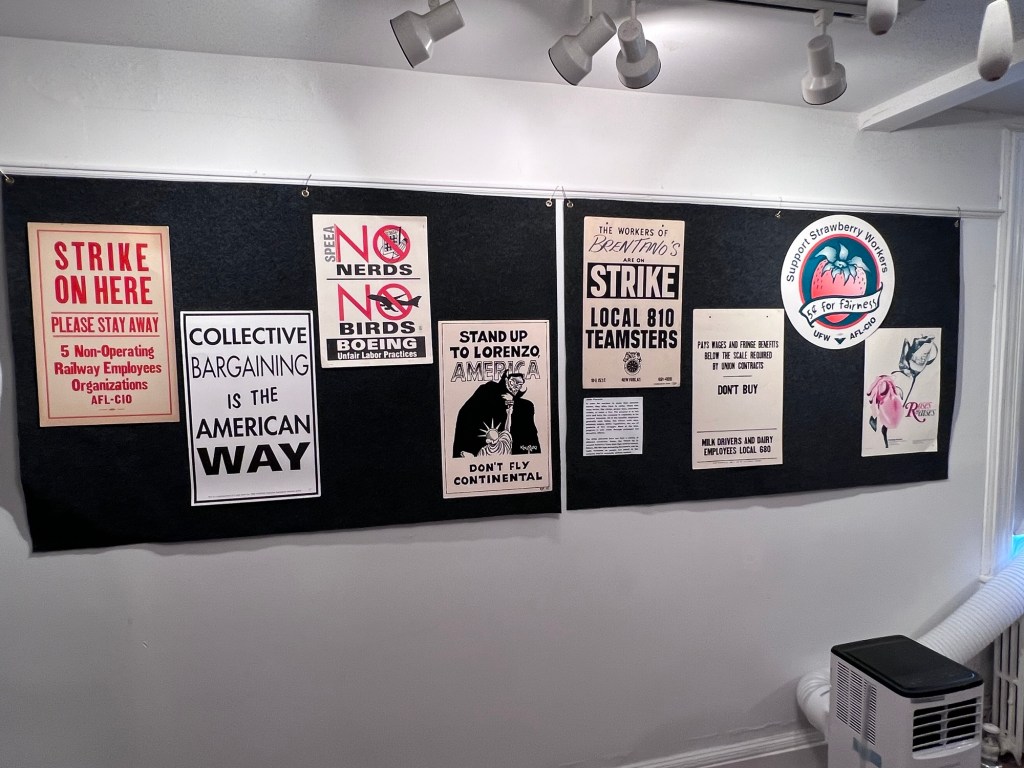 STRIKE
ON HERE
PLEASE STAY AWAY
5 Non-Operating
Railway Employees
Organizations
AFL-CIO
COLLECTIVE
BARGAINING
IS THE
AMERICAN
WAY
SPEEA
NO
NERDS
NO
BIRDS
BOEING
Unfair Labor Practices
STAND UP
TO LORENZO,
AMERICA
DON'T FLY
CONTINENTAL
THE WORKERS OF
BRENTANO'S
ARE ON
STRIKE
LOCAL 810
TEAMSTERS
NEW YORK
PAYS WAGES AND FRINGE BENEFITS
BELOW THE SCALE REQUIRED
BY UNION CONTRACTS
DON'T BUY
MILK DRIVERS AND DAIRY
EMPLOYEES LOCAL 680
Support Strawberry Workers
5¢ for fairness
UFW AFL-CIO